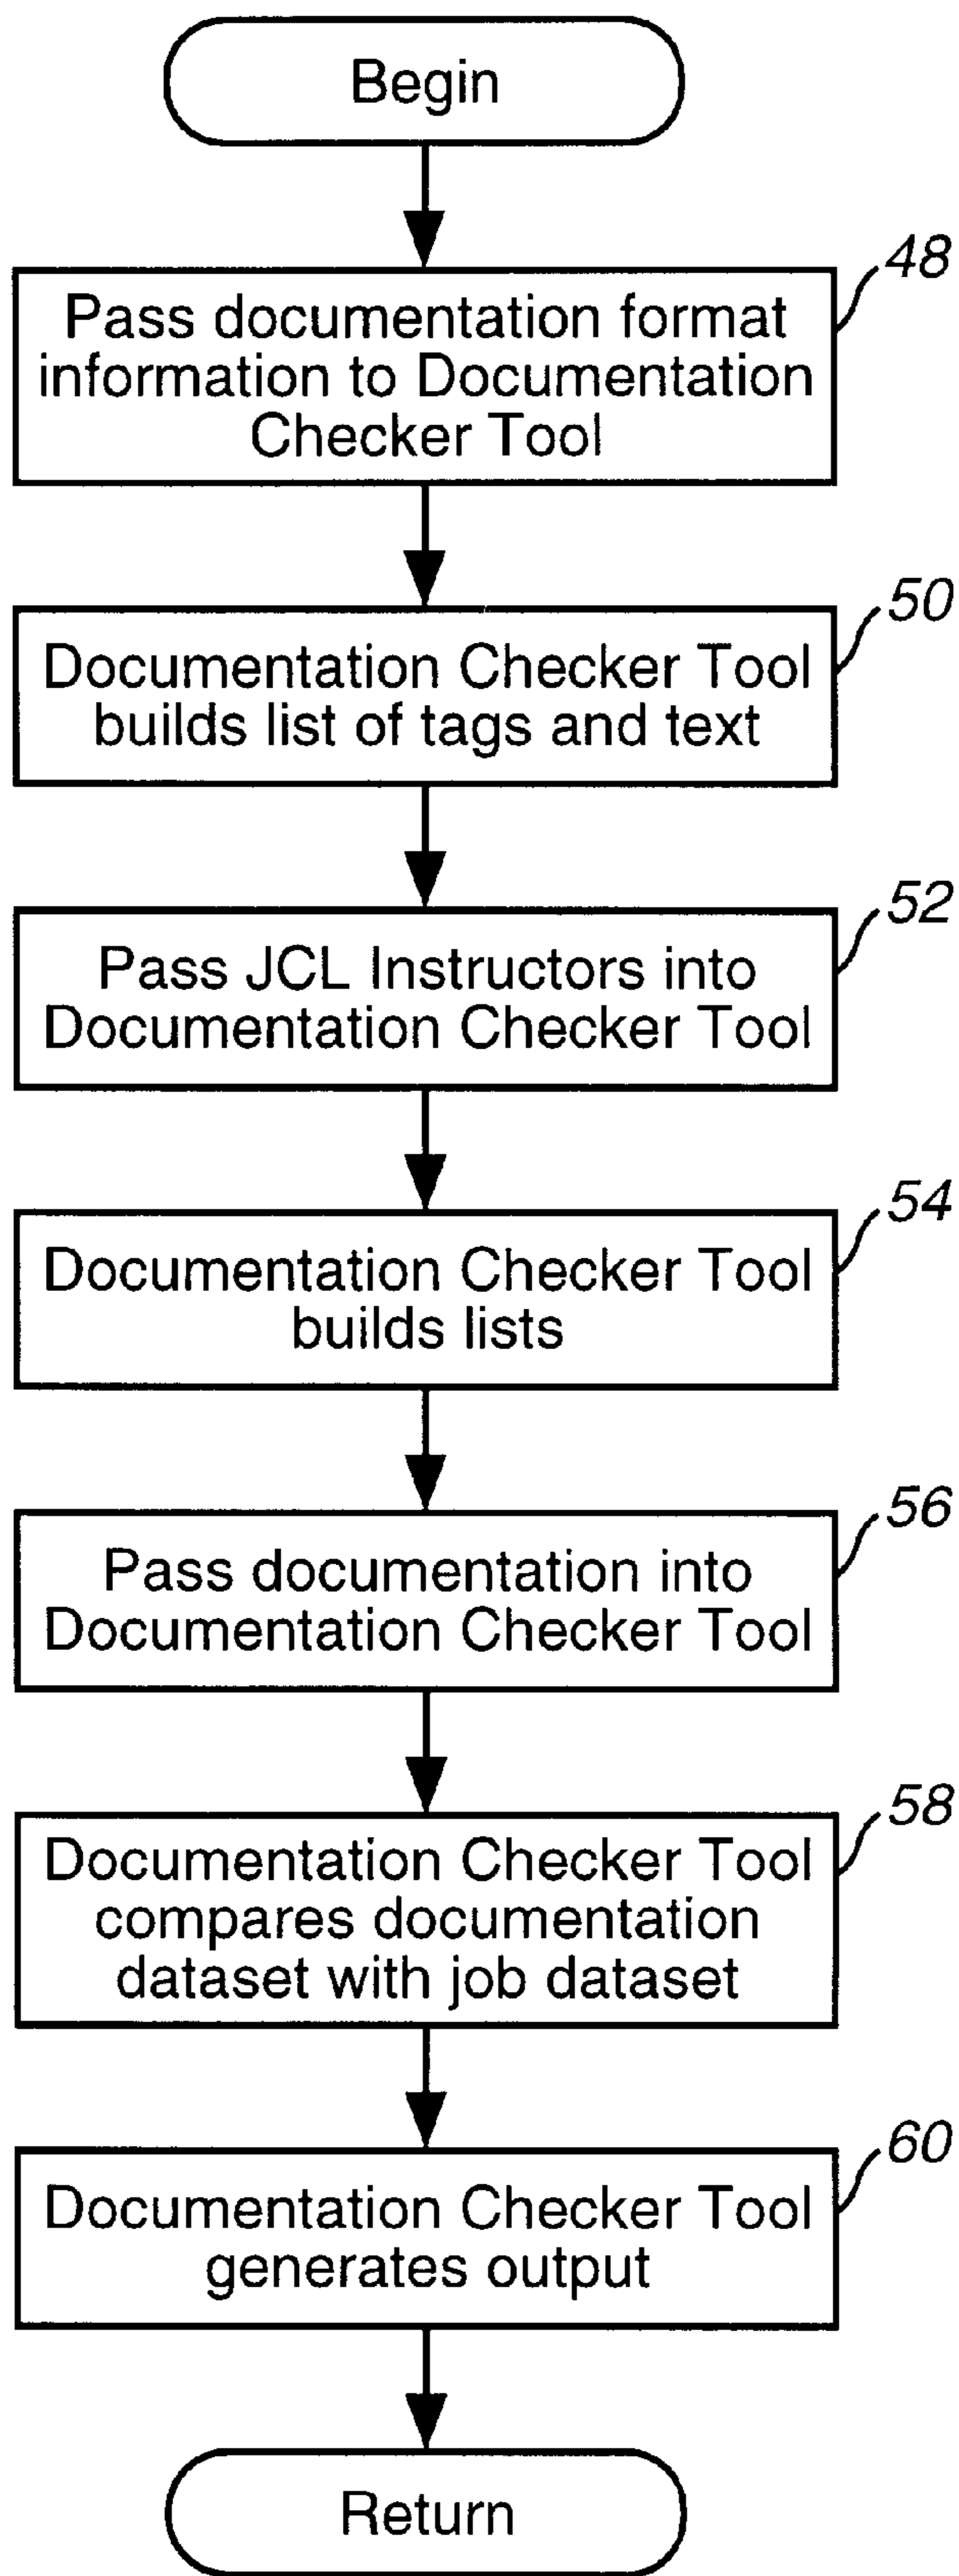 Begin
48
Pass documentation format
information to Documentation
Checker Tool
50
Documentation Checker Tool
builds list of tags and text
52
Pass JCL Instructors into
Documentation Checker Tool
54
Documentation Checker Tool
builds lists
56
Pass documentation into
Documentation Checker Tool
58
Documentation Checker Tool
compares documentation
dataset with job dataset
60
Documentation Checker Tool
generates output
Return